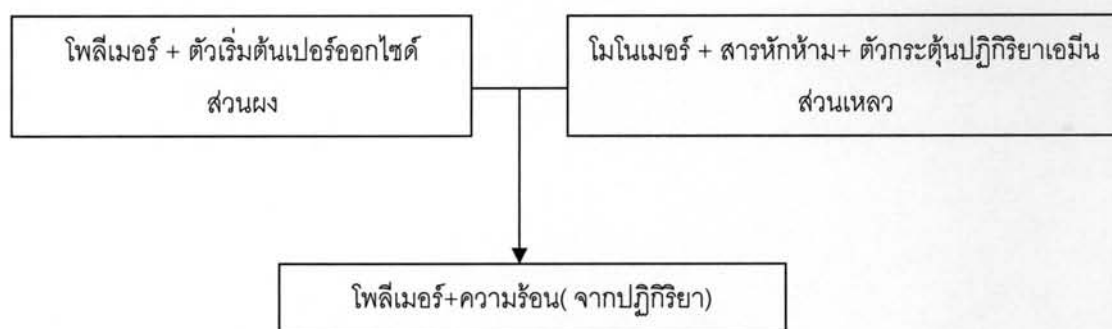 โพลีเมอร์ + ตัวเริ่มต้นเปอร์ออกไซด์
ส่วนผง
โมโนเมอร์ + สารหักห้าม+ ตัวกระตุ้นปฏิกิริยาเอมีน
ส่วนเหลว
โพลีเมอร์+ความร้อน( จากปฏิกิริยา)